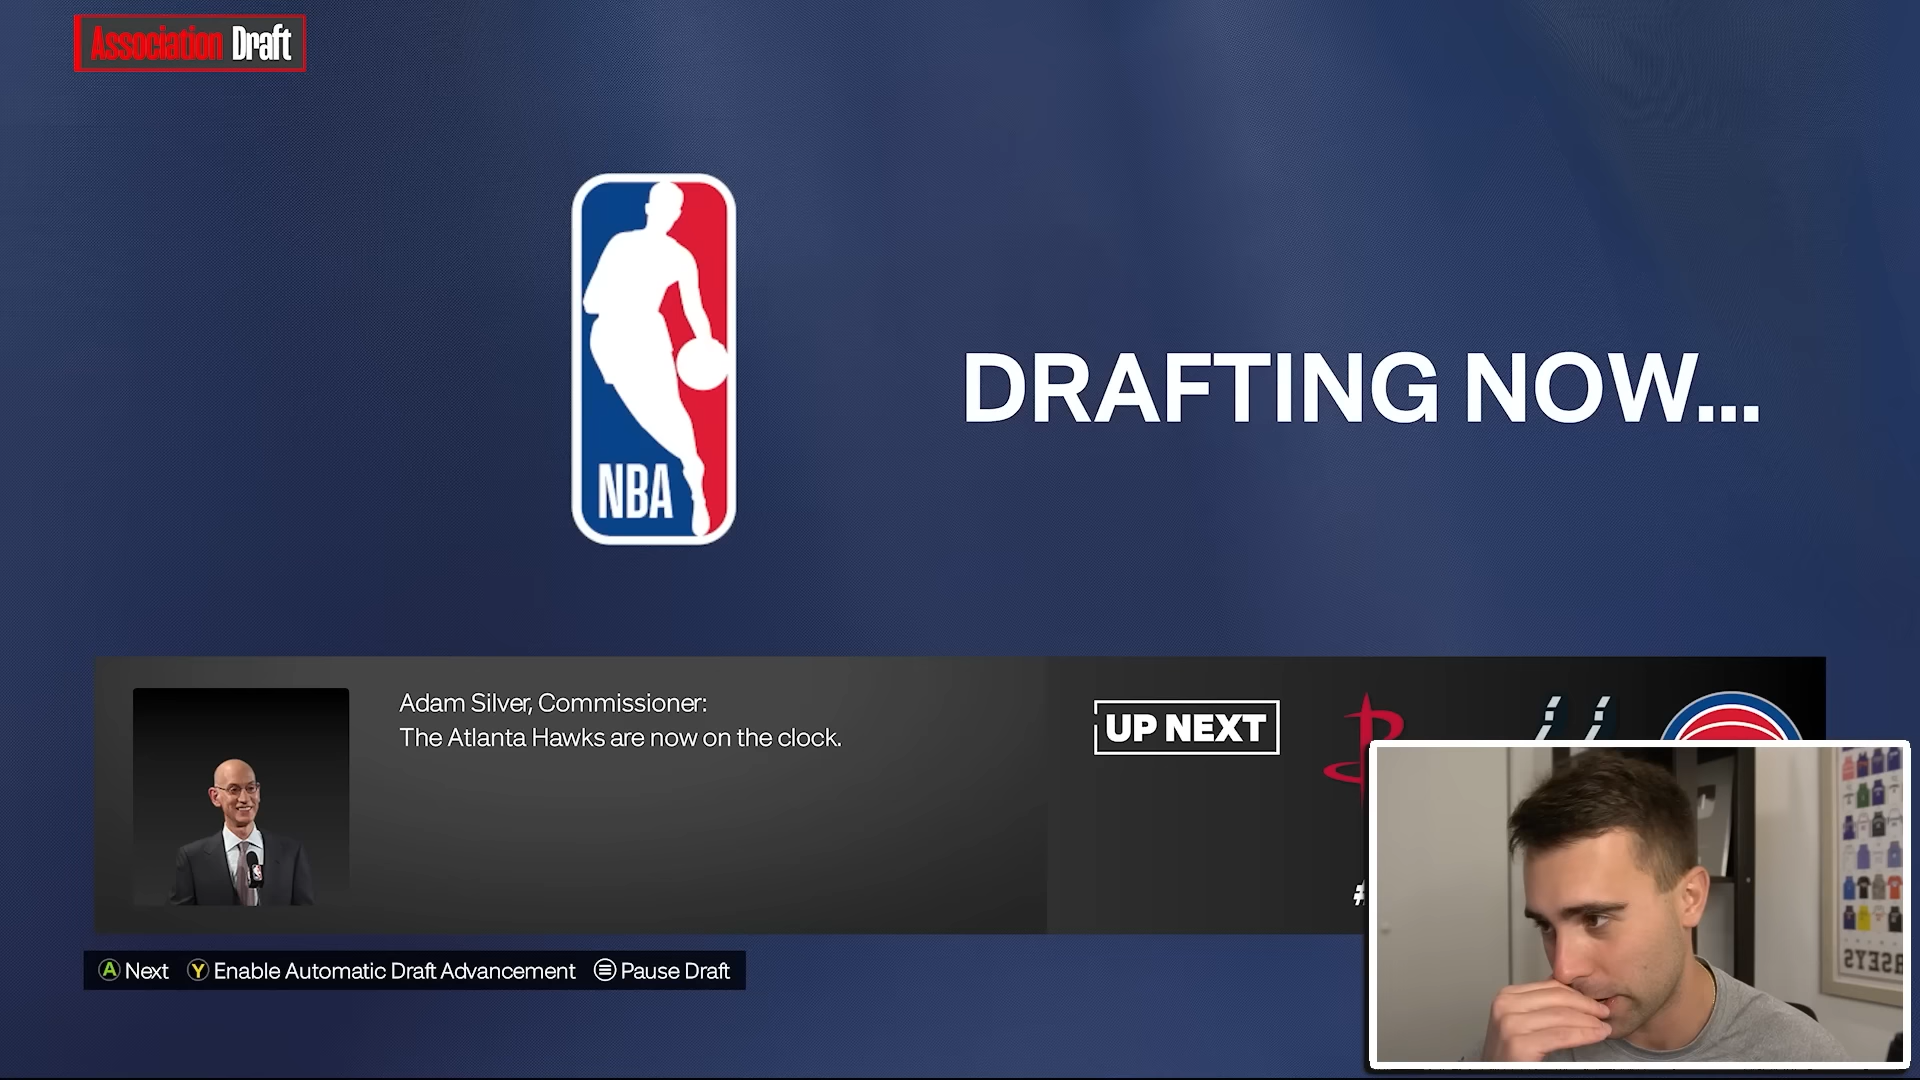 Association Draft
NBA
DRAFTING NOW...
Adam Silver, Commissioner:
The Atlanta Hawks are now on the clock.
UP NEXT
#
A Next Y Enable Automatic Draft Advancement Pause Draft